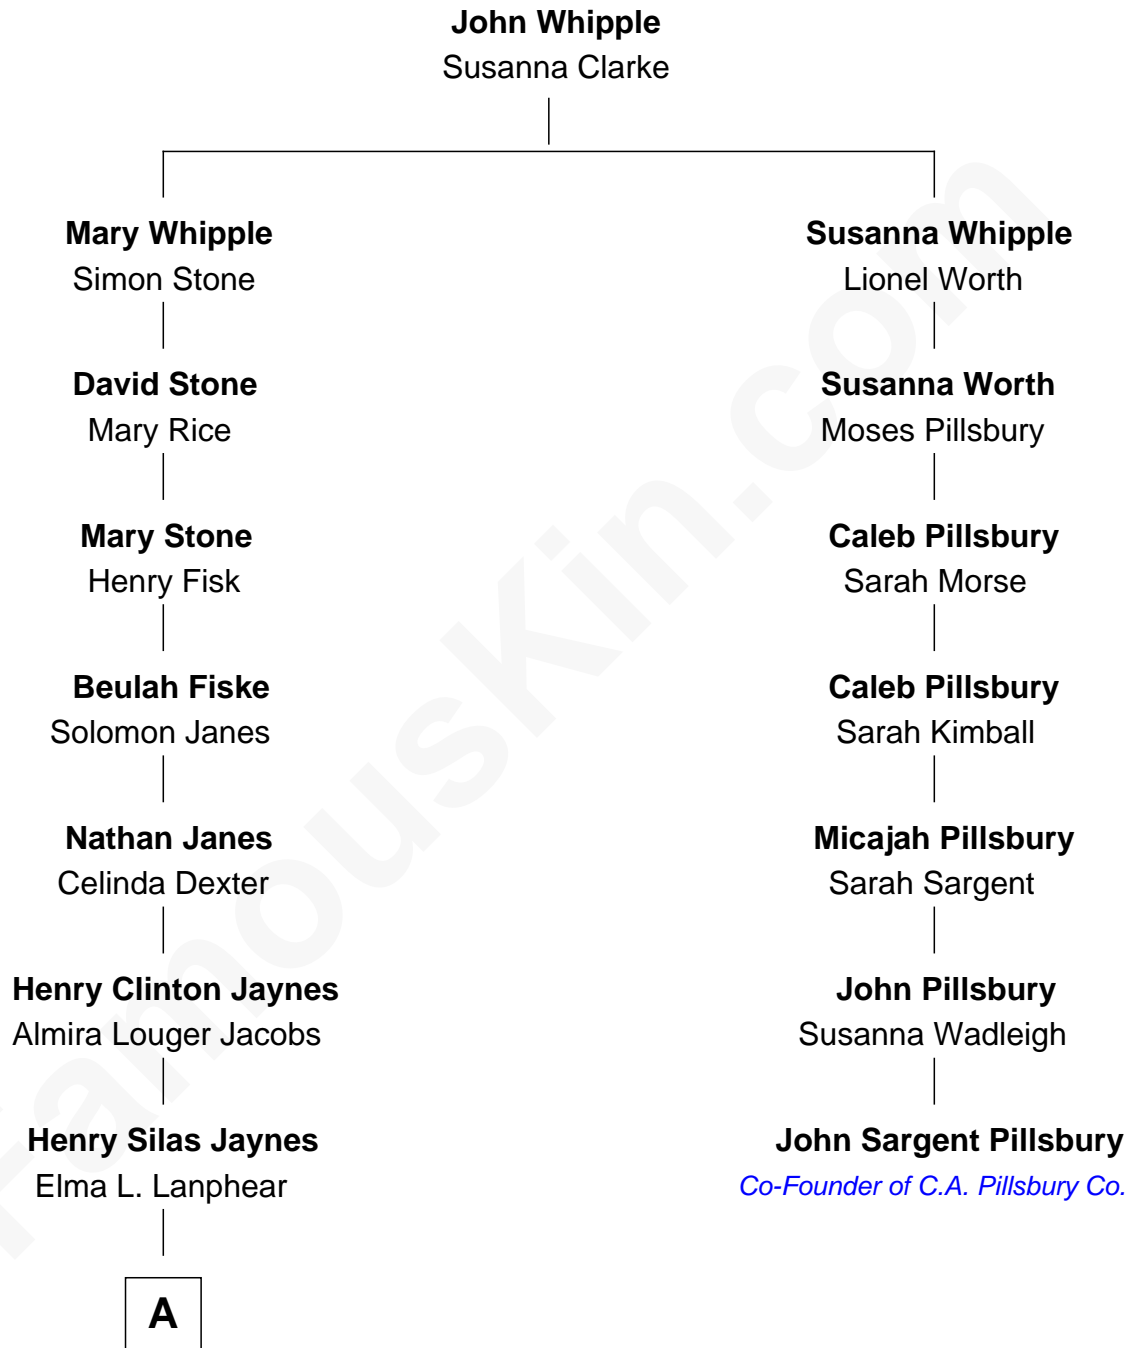 John Whipple
Susanna Clarke
Mary Whipple
Simon Stone
Susanna Whipple
Lionel Worth
David Stone
Mary Rice
Susanna Worth
Moses Pillsbury
Mary Stone
Henry Fisk
Caleb Pillsbury
Sarah Morse
Beulah Fiske
Solomon Janes
Caleb Pillsbury
Sarah Kimball
Nathan Janes
Celinda Dexter
Micajah Pillsbury
Sarah Sargent
Henry Clinton Jaynes
Almira Louger Jacobs
John Pillsbury
Susanna Wadleigh
Henry Silas Jaynes
Elma L. Lanphear
John Sargent Pillsbury
Co-Founder of C.A. Pillsbury Co.
A
FamousKin.com